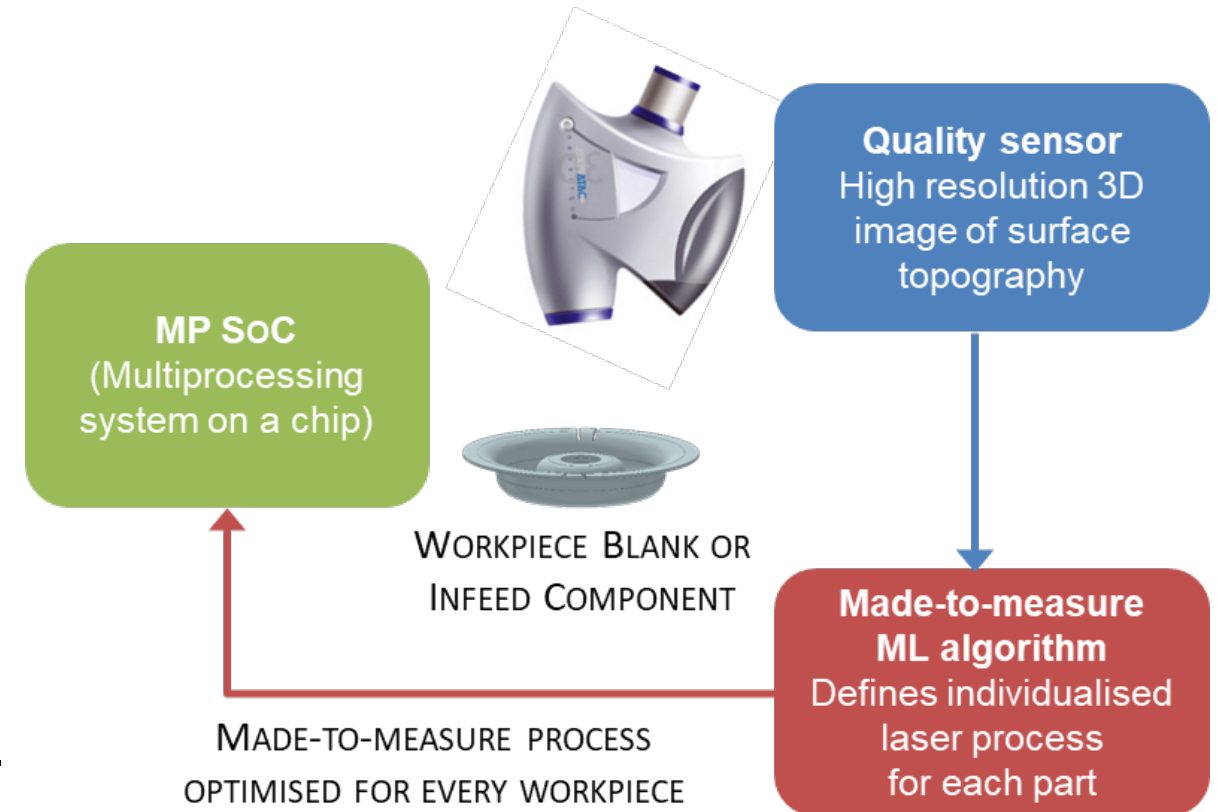 Quality sensor
High resolution 3D
image of surface
topography
MP SoC
(Multiprocessing
system on a chip)
WORKPIECE BLANK OR
INFEED COMPONENT
Made-to-measure
ML algorithm
Defines individualised
laser process
for each part
MADE-TO-MEASURE PROCESS
OPTIMISED FOR EVERY WORKPIECE